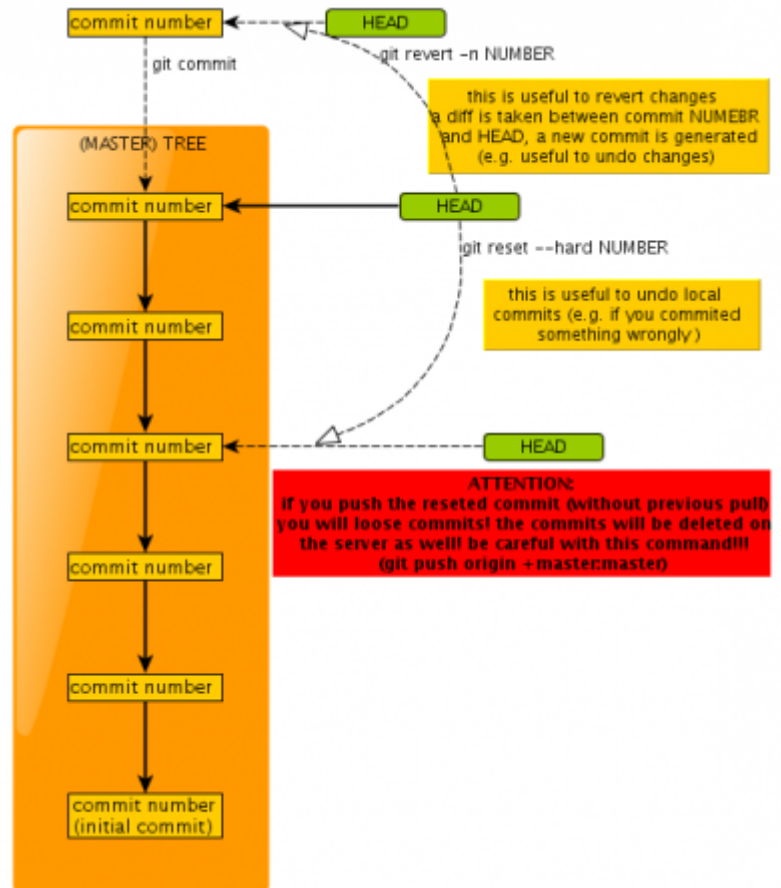 commit number
HEAD
git commit
git revert -n NUMBER
this is useful to revert changes
a diff is taken between commit NUMEBR
and HEAD, a new commit is generated
(e.g. useful to undo changes)
(MASTER) TREE
commit number
HEAD
git reset --hard NUMBER
this is useful to undo local
commits (e.g. if you commited
something wrongly)
commit number
commit number
HEAD
ATTENTION:
if you push the reseted commit (without previous pull)
you will loose commits! the commits will be deleted on
the server as well! be careful with this command!!!
(git push origin +master:master)
commit number
commit number
commit number
(initial commit)